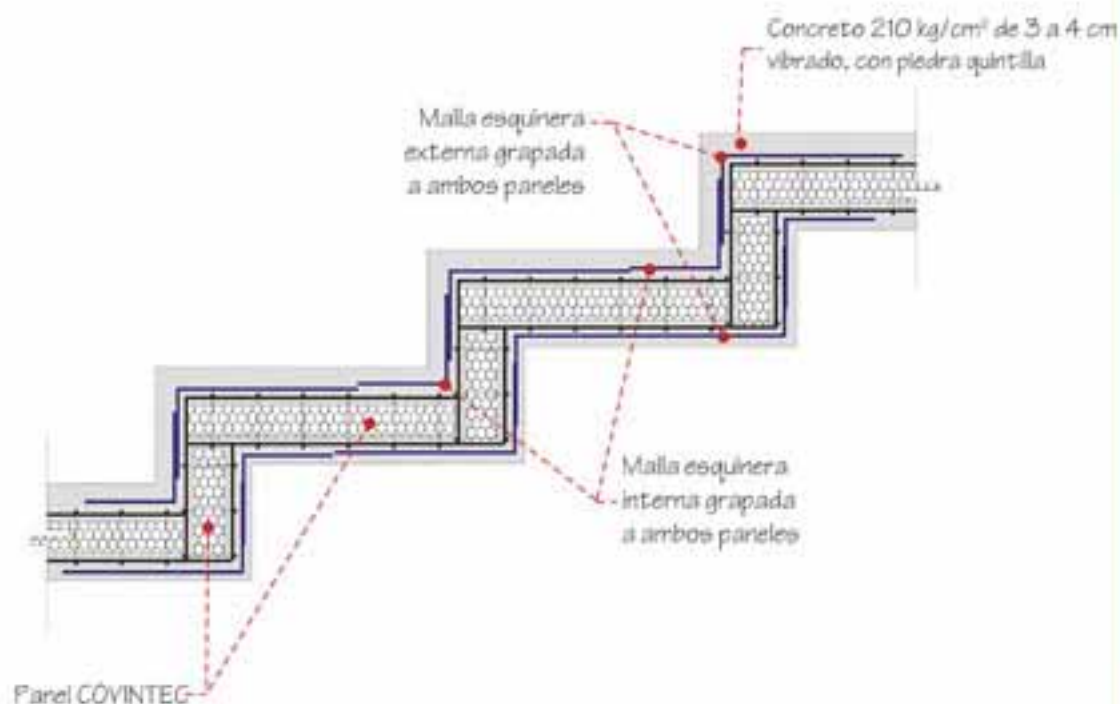 Concreto 210 kg/cm² de 3 a 4 cm
vibrado, con piedra quintilla
Malla esquinera
externa grapada
a ambos paneles
Malla esquinera
interna grapada
a ambos paneles
Panel COVINTEC